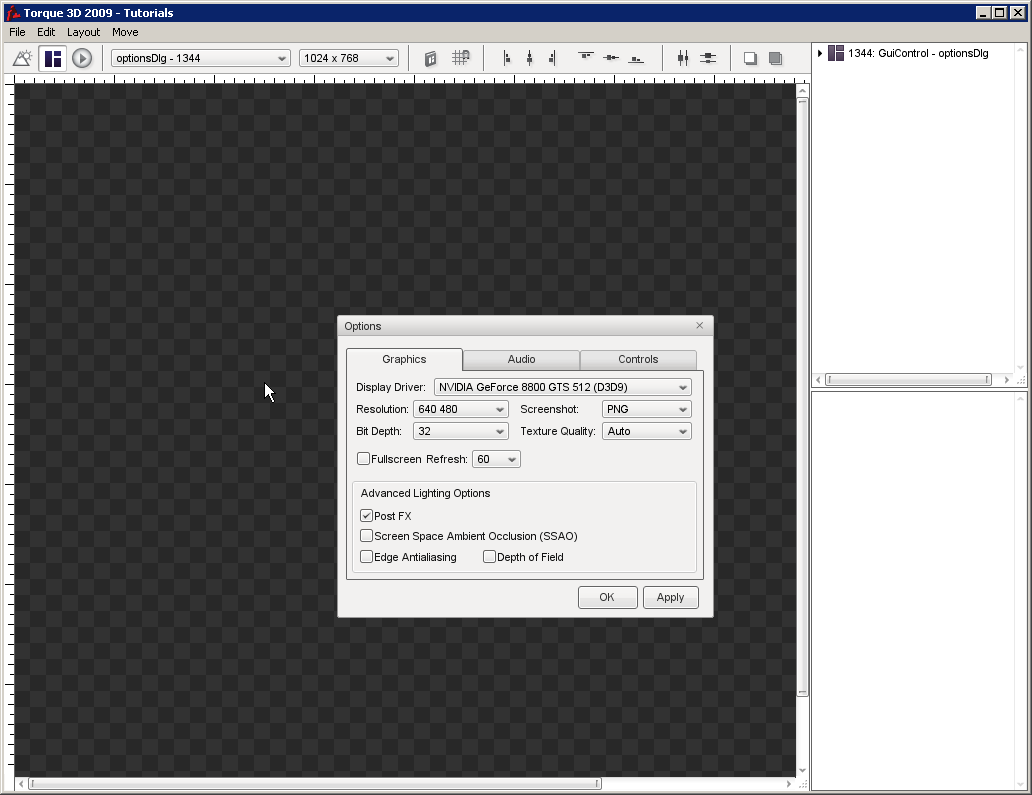 Torque 3D 2009 - Tutorials
File Edit Layout Move
optionsDlg - 1344 1024 x 768
1344: GuiControl - optionsDlg
Options
Graphics Audio Controls
Display Driver: NVIDIA GeForce 8800 GTS 512 (D3D9)
Resolution: 640 480 Screenshot: PNG
Bit Depth: 32 Texture Quality: Auto
Fullscreen Refresh: 60
Advanced Lighting Options
Post FX
Screen Space Ambient Occlusion (SSAO)
Edge Antialiasing Depth of Field
OK Apply